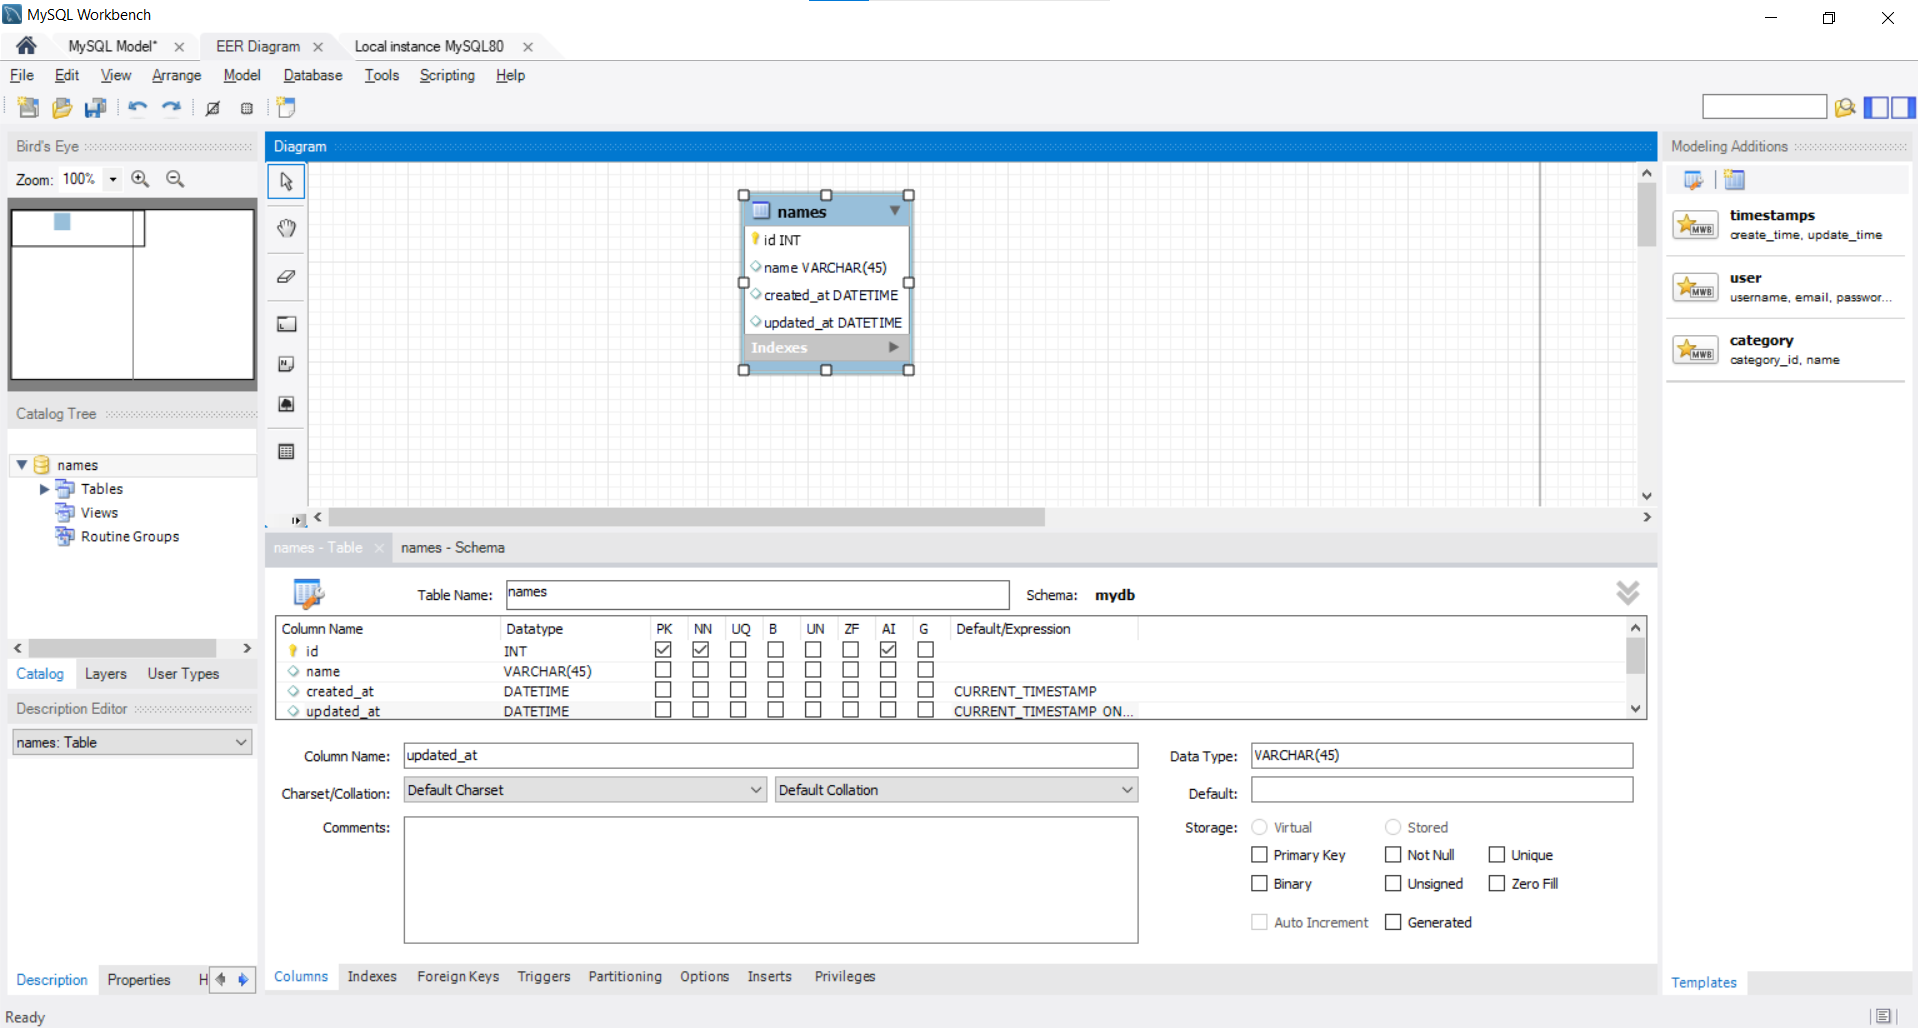 MySQL Workbench
MySQL Model*
EER Diagram
Local instance MySQL80
File Edit View Arrange Model Database Tools Scripting Help
Bird's Eye
Zoom: 100%
Catalog Tree
names
Tables
Views
Routine Groups
Catalog Layers User Types
Description Editor
names: Table
Description Properties H
Diagram
names
id INT
name VARCHAR(45)
created_at DATETIME
updated_at DATETIME
Indexes
names - Table
names - Schema
Table Name: names Schema: mydb
Column Name Datatype PK NN UQ B UN ZF AI G Default/Expression
id INT
name VARCHAR(45)
created_at DATETIME CURRENT_TIMESTAMP
updated_at DATETIME CURRENT_TIMESTAMP ON...
Column Name: updated_at Data Type: VARCHAR(45)
Charset/Collation: Default Charset Default Collation Default:
Comments: Storage: Virtual Stored
Primary Key Not Null Unique
Binary Unsigned Zero Fill
Auto Increment Generated
Columns Indexes Foreign Keys Triggers Partitioning Options Inserts Privileges
Modeling Additions
MWB
timestamps
create_time, update_time
MWB
user
username, email, passwor...
MWB
category
category_id, name
Templates
Ready